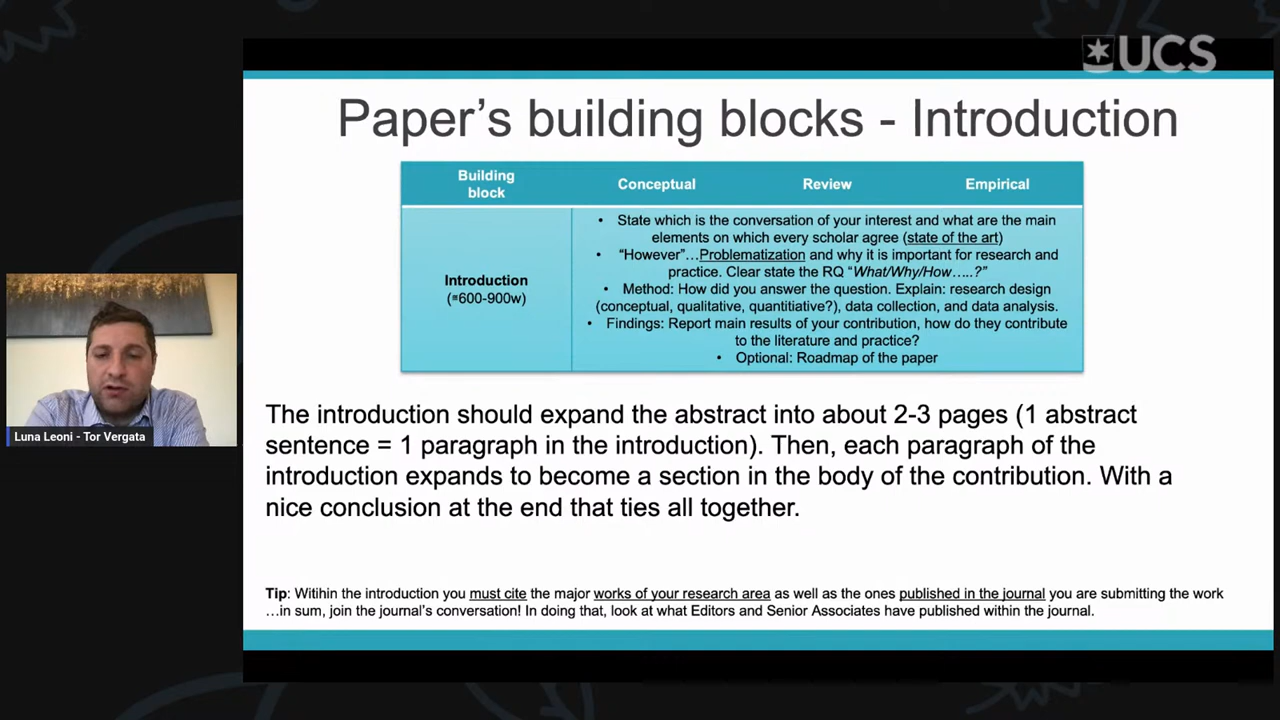 UCS
Paper's building blocks - Introduction
Building
block
Conceptual
Review
Empirical
Introduction
(≅600-900w)
• State which is the conversation of your interest and what are the main
elements on which every scholar agree (state of the art)
• “However”…Problematization and why it is important for research and
practice. Clear state the RQ “What/Why/How…..?”
• Method: How did you answer the question. Explain: research design
(conceptual, qualitative, quantitiative?), data collection, and data analysis.
• Findings: Report main results of your contribution, how do they contribute
to the literature and practice?
• Optional: Roadmap of the paper
Luna Leoni - Tor Vergata
The introduction should expand the abstract into about 2-3 pages (1 abstract
sentence = 1 paragraph in the introduction). Then, each paragraph of the
introduction expands to become a section in the body of the contribution. With a
nice conclusion at the end that ties all together.
Tip: Witihin the introduction you must cite the major works of your research area as well as the ones published in the journal you are submitting the work
…in sum, join the journal's conversation! In doing that, look at what Editors and Senior Associates have published within the journal.